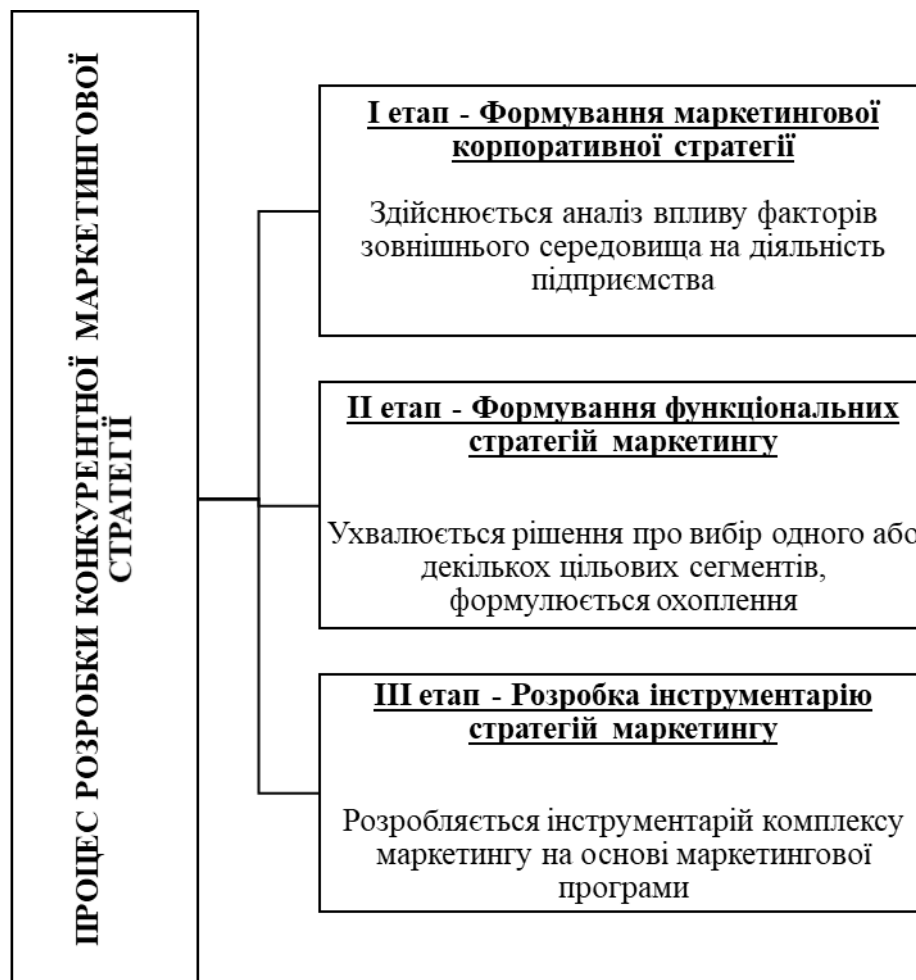 ПРОЦЕС РОЗРОБКИ КОНКУРЕНТНОЇ МАРКЕТИНГОВОЇ
СТРАТЕГІЇ
І етап - Формування маркетингової
корпоративної стратегії
Здійснюється аналіз впливу факторів
зовнішнього середовища на діяльність
підприємства
ІІ етап - Формування функціональних
стратегій маркетингу
Ухвалюється рішення про вибір одного або
декількох цільових сегментів,
формулюється охоплення
ІІІ етап - Розробка інструментарію
стратегій маркетингу
Розробляється інструментарій комплексу
маркетингу на основі маркетингової
програми